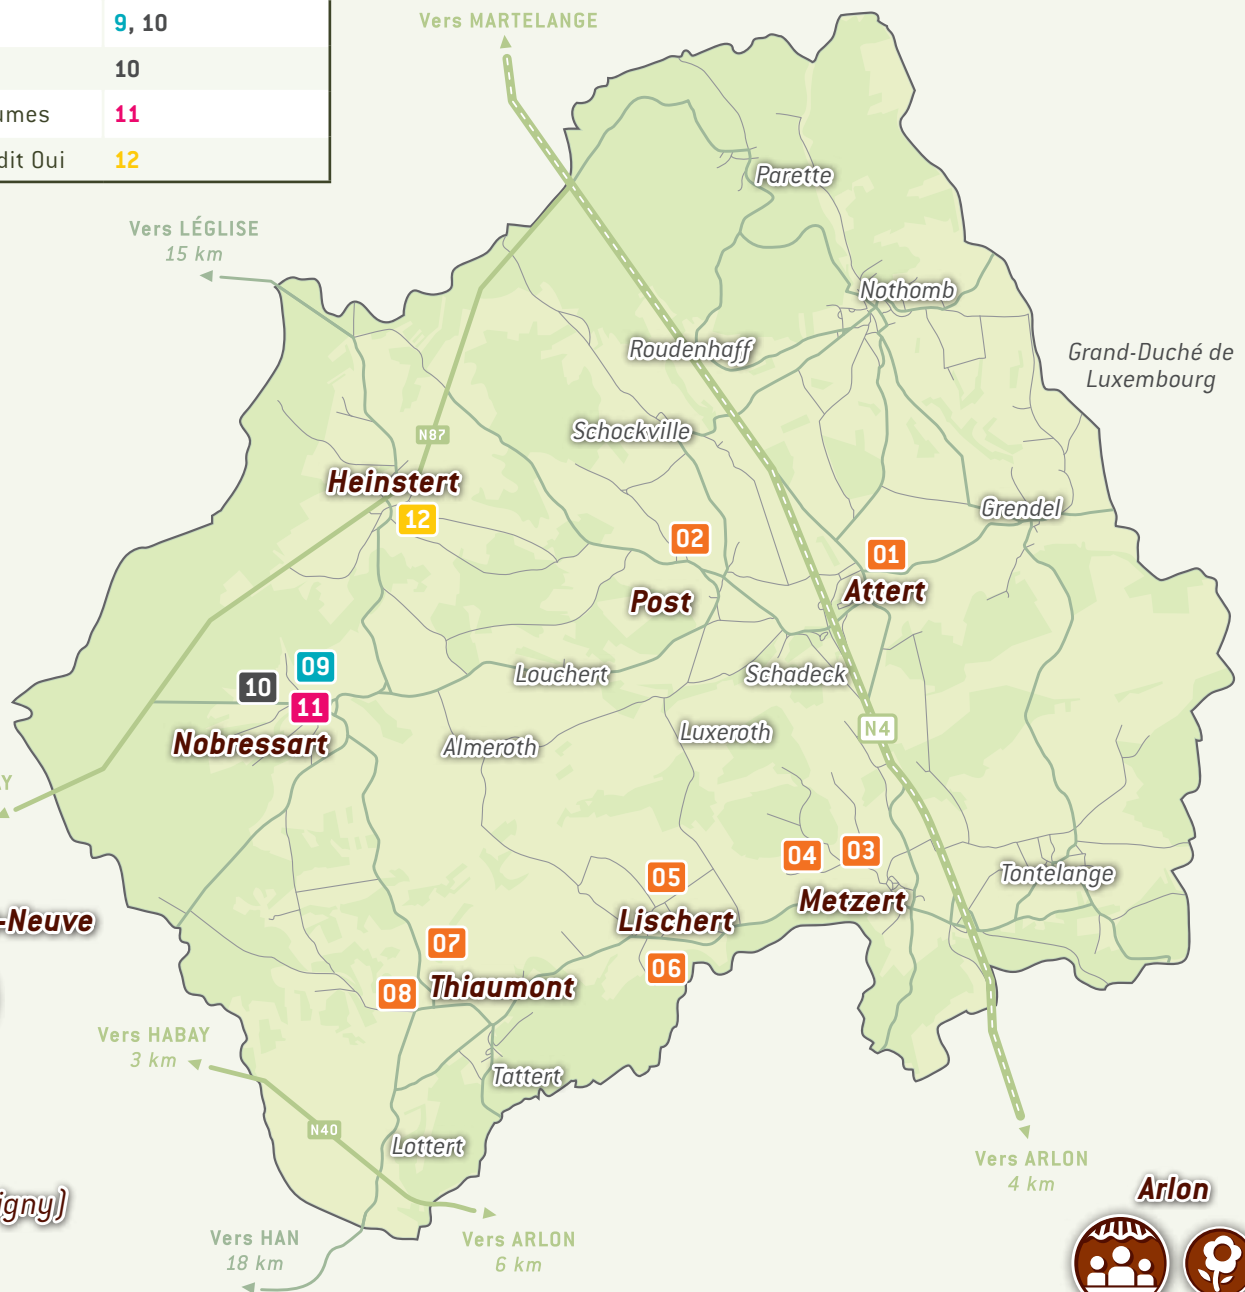 9, 10
10
11
dit Oui 12
Vers MARTELANGE
Parette
Vers LÉGLISE
15 km
Nothomb
Roudenhaff
Grand-Duché de
Luxembourg
Schockville
N87
Heinstert
12
Grendel
02
01
Attert
Post
09
10
11
Louchert
Schadeck
Nobressart
Almeroth
Luxeroth
N4
04
03
05
Tontelange
Metzert
Lischert
-Neuve
07
06
08
Thiaumont
Vers HABAY
3 km
Tattert
N40
Lottert
Vers ARLON
4 km
Arlon
Vers HAN
18 km
Vers ARLON
6 km